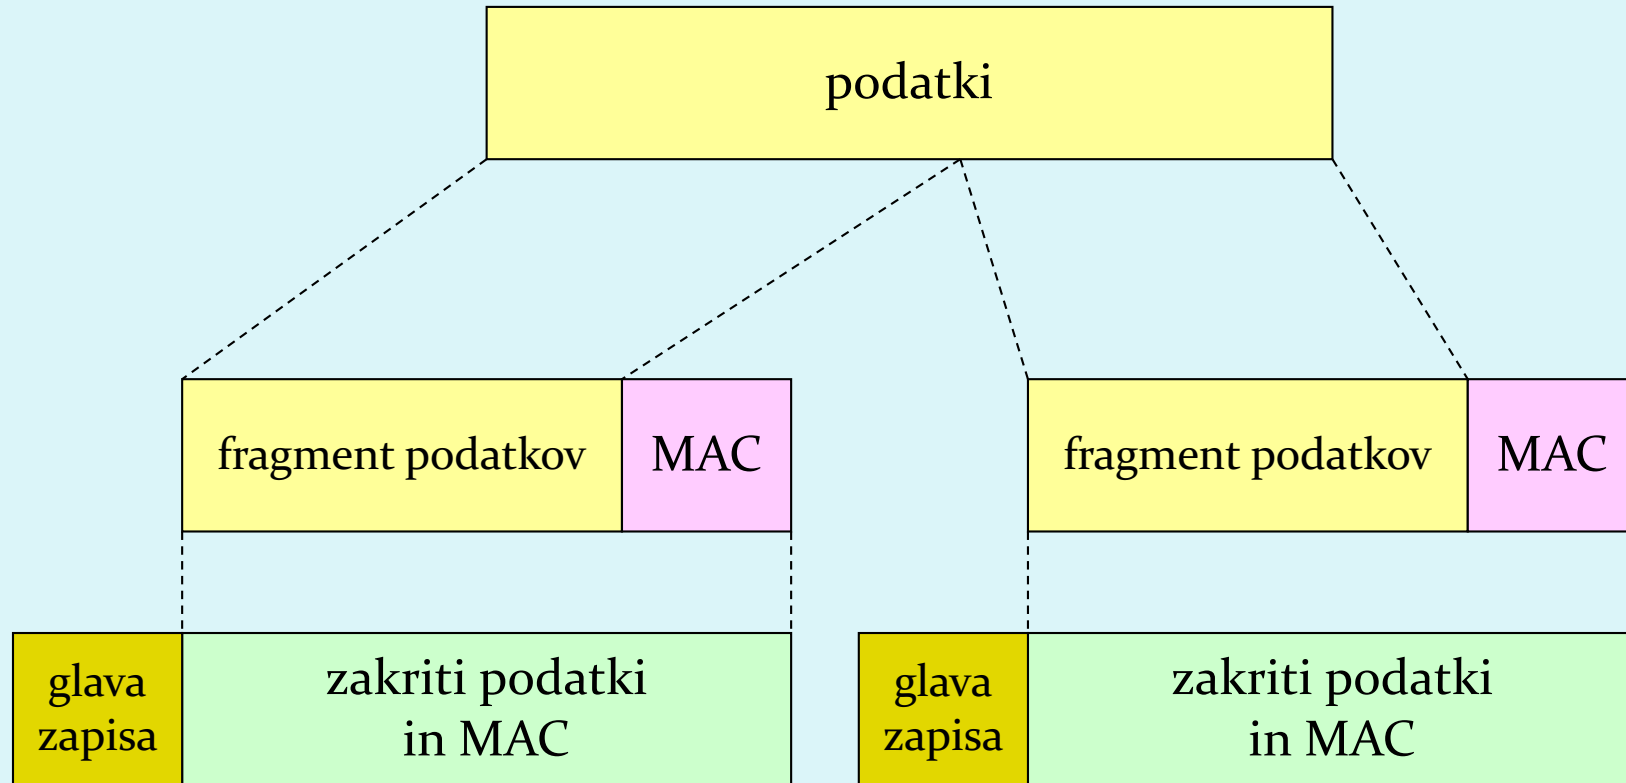 podatki
fragment podatkov
MAC
fragment podatkov
MAC
glava
zapisa
zakriti podatki
in MAC
glava
zapisa
zakriti podatki
in MAC